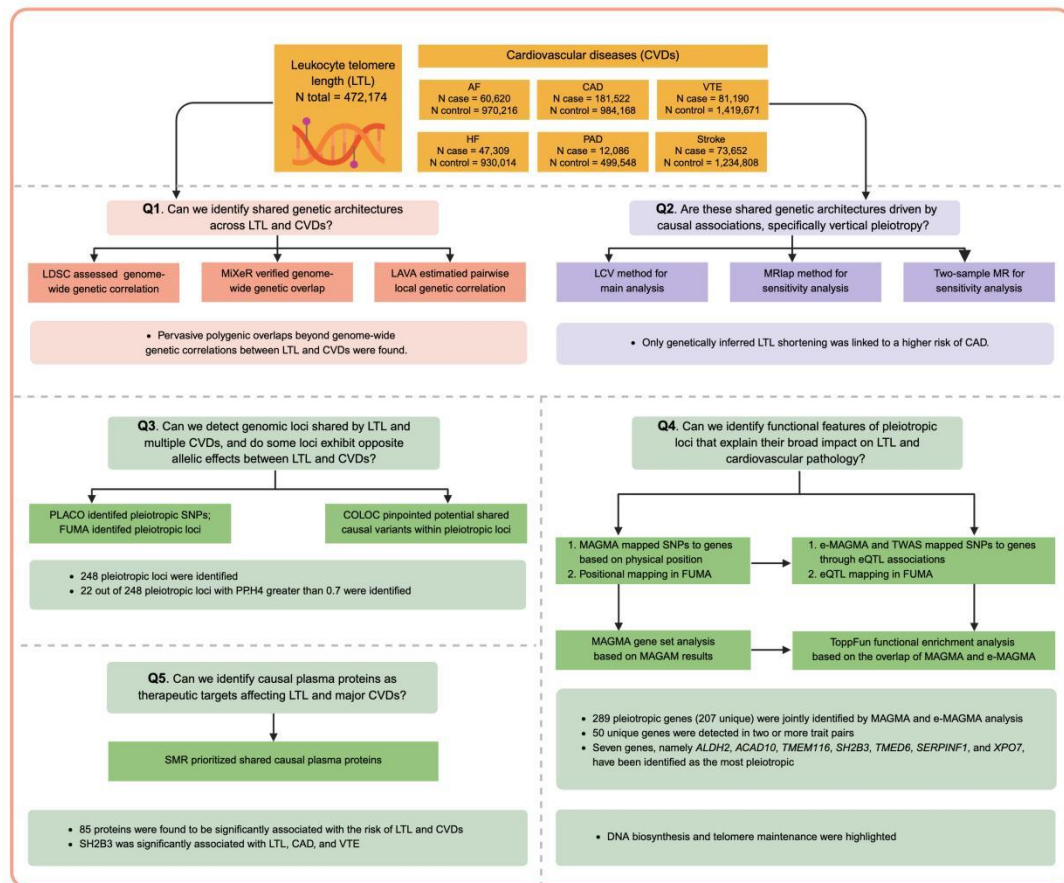 Leukocyte telomere
length (LTL)
N total = 472,174
Cardiovascular diseases (CVDs)
AF
N case = 60,620
N control = 970,216
CAD
N case = 181,522
N control = 984,168
VTE
N case = 81,190
N control = 1,419,671
HF
N case = 47,309
N control = 930,014
PAD
N case = 12,086
N control = 499,548
Stroke
N case = 73,652
N control = 1,234,808
Q1. Can we identify shared genetic architectures
across LTL and CVDs?
LDSC assessed genome-
wide genetic correlation
MiXeR verified genome-
wide genetic overlap
LAVA estimatied pairwise
local genetic correlation
• Pervasive polygenic overlaps beyond genome-wide
genetic correlations between LTL and CVDs were found.
Q2. Are these shared genetic architectures driven by
causal associations, specifically vertical pleiotropy?
LCV method for
main analysis
MRlap method for
sensitivity analysis
Two-sample MR for
sensitivity analysis
• Only genetically inferred LTL shortening was linked to a higher risk of CAD.
Q3. Can we detect genomic loci shared by LTL and
multiple CVDs, and do some loci exhibit opposite
allelic effects between LTL and CVDs?
PLACO identifed pleiotropic SNPs;
FUMA identifed pleiotropic loci
COLOC pinpointed potential shared
causal variants within pleiotropic loci
• 248 pleiotropic loci were identified
• 22 out of 248 pleiotropic loci with PP.H4 greater than 0.7 were identified
Q4. Can we identify functional features of pleiotropic
loci that explain their broad impact on LTL and
cardiovascular pathology?
1. MAGMA mapped SNPs to genes
based on physical position
2. Positional mapping in FUMA
1. e-MAGMA and TWAS mapped SNPs to genes
through eQTL associations
2. eQTL mapping in FUMA
MAGMA gene set analysis
based on MAGAM results
ToppFun functional enrichment analysis
based on the overlap of MAGMA and e-MAGMA
• 289 pleiotropic genes (207 unique) were jointly identified by MAGMA and e-MAGMA analysis
• 50 unique genes were detected in two or more trait pairs
• Seven genes, namely ALDH2, ACAD10, TMEM116, SH2B3, TMED6, SERPINF1, and XPO7,
have been identified as the most pleiotropic
• DNA biosynthesis and telomere maintenance were highlighted
Q5. Can we identify causal plasma proteins as
therapeutic targets affecting LTL and major CVDs?
SMR prioritized shared causal plasma proteins
• 85 proteins were found to be significantly associated with the risk of LTL and CVDs
• SH2B3 was significantly associated with LTL, CAD, and VTE